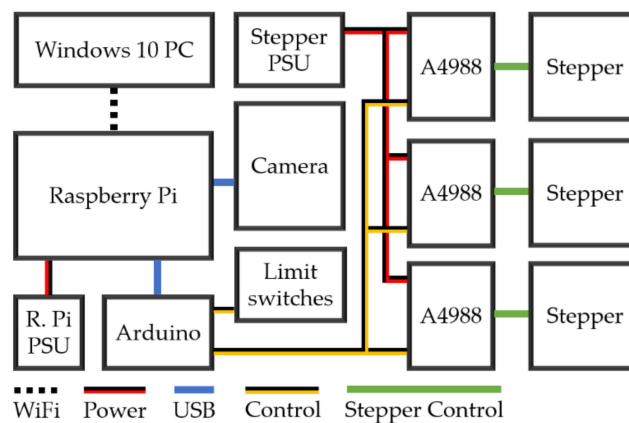 Windows 10 PC
Stepper
PSU
A4988
Stepper
Camera
Raspberry Pi
A4988
Stepper
Limit
switches
R. Pi
PSU
Arduino
A4988
Stepper
WiFi
Power
USB
Control
Stepper Control